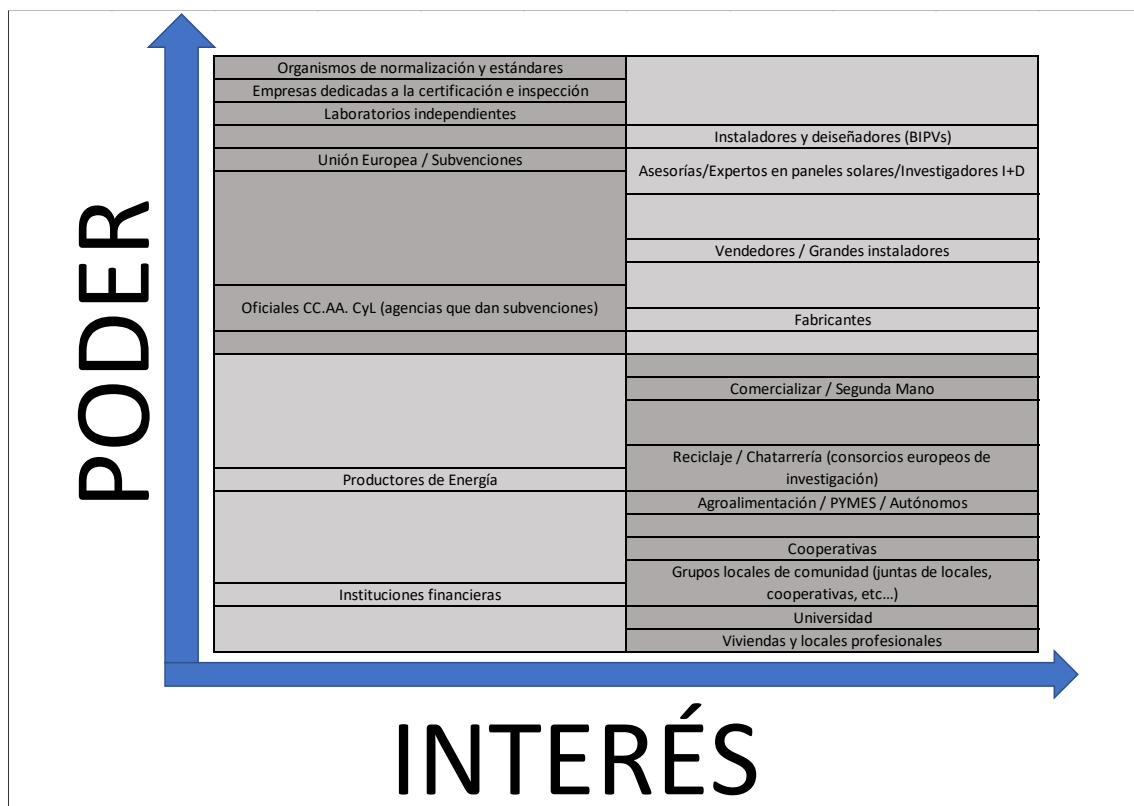 PODER
Organismos de normalización y estándares
Empresas dedicadas a la certificación e inspección
Laboratorios independientes
Unión Europea / Subvenciones
Oficiales CC.AA. CyL (agencias que dan subvenciones)
Productores de Energía
Instituciones financieras
Instaladores y deiseñadores (BIPVs)
Asesorías/Expertos en paneles solares/Investigadores I+D
Vendedores / Grandes instaladores
Fabricantes
Comercializar / Segunda Mano
Reciclaje / Chatarrería (consorcios europeos de
investigación)
Agroalimentación / PYMES / Autónomos
Cooperativas
Grupos locales de comunidad (juntas de locales,
cooperativas, etc...)
Universidad
Viviendas y locales profesionales
INTERÉS